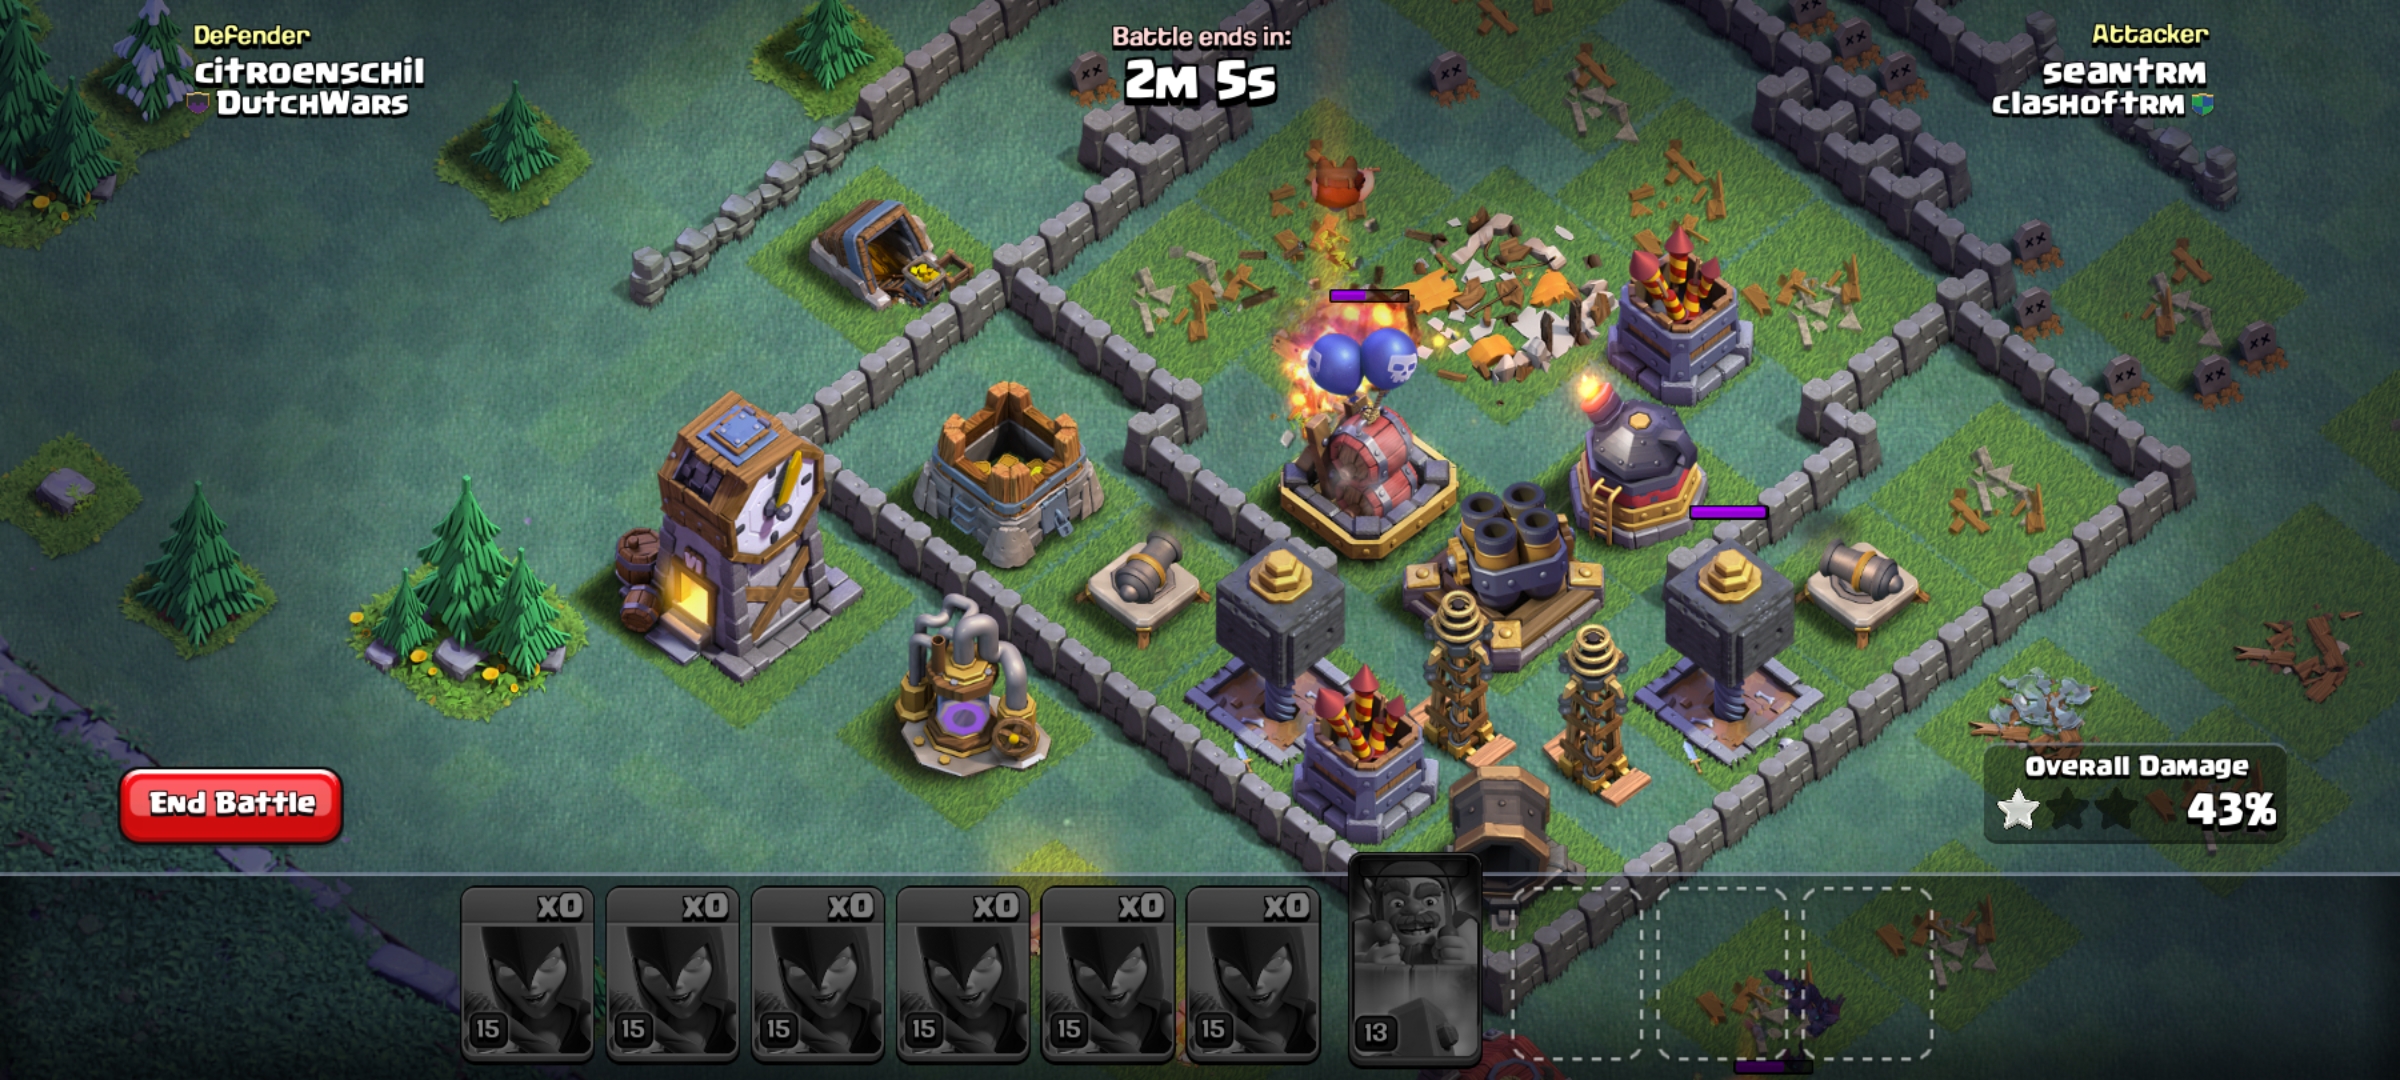 Defender
citroenschil
DutchWars
Battle ends in:
2M 5s
Attacker
seantRM
clashoftRM
End Battle
Overall Damage
43%
x0
x0
x0
x0
x0
x0
15
15
15
15
15
15
13